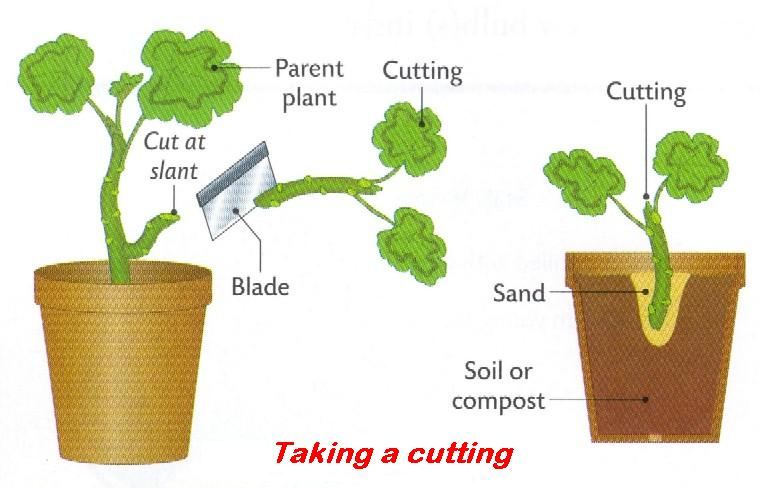 Parent
plant
Cutting
Cutting
Cut at
slant
Blade
Sand
Soil or
compost
Taking a cutting